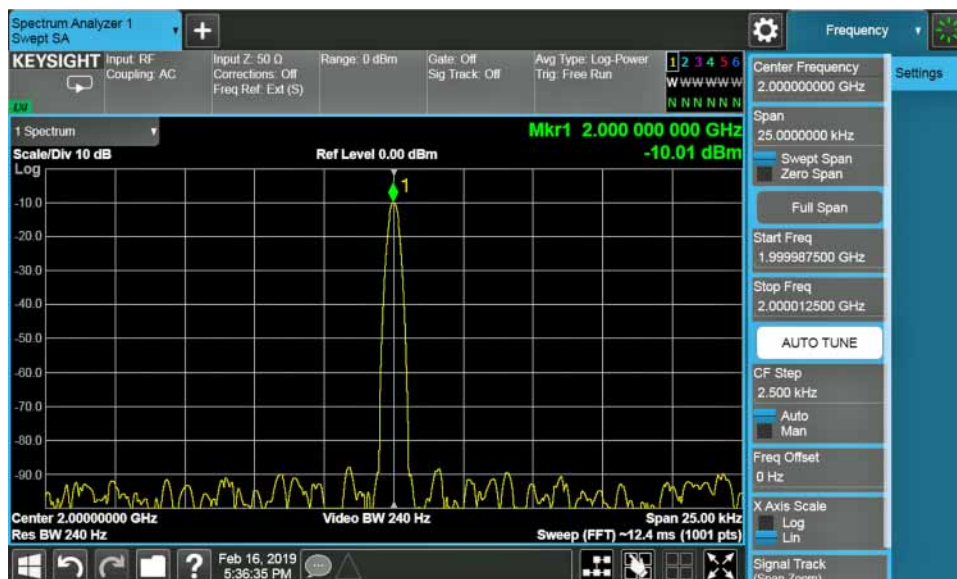 Spectrum Analyzer 1
Swept SA
+
Frequency
KEYSIGHT
LXI
Input: RF
Coupling: AC
Input Z: 50 Ω
Corrections: Off
Freq Ref: Ext (S)
Range: 0 dBm
Gate: Off
Sig Track: Off
Avg Type: Log-Power
Trig: Free Run
1 2 3 4 5 6
W W W W W W
N N N N N N
1 Spectrum
Mkr1 2.000 000 000 GHz
Scale/Div 10 dB
Ref Level 0.00 dBm
-10.01 dBm
Log
1
-10.0
-20.0
-30.0
-40.0
-50.0
-60.0
-70.0
-80.0
-90.0
Center 2.00000000 GHz
Video BW 240 Hz
Span 25.00 kHz
Res BW 240 Hz
Sweep (FFT) ~12.4 ms (1001 pts)
?
Feb 16, 2019
5:36:35 PM
Center Frequency
2.000000000 GHz
Settings
Span
25.0000000 kHz
Swept Span
Zero Span
Full Span
Start Freq
1.999987500 GHz
Stop Freq
2.000012500 GHz
AUTO TUNE
CF Step
2.500 kHz
Auto
Man
Freq Offset
0 Hz
X Axis Scale
Log
Lin
Signal Track
(Span Zoom)